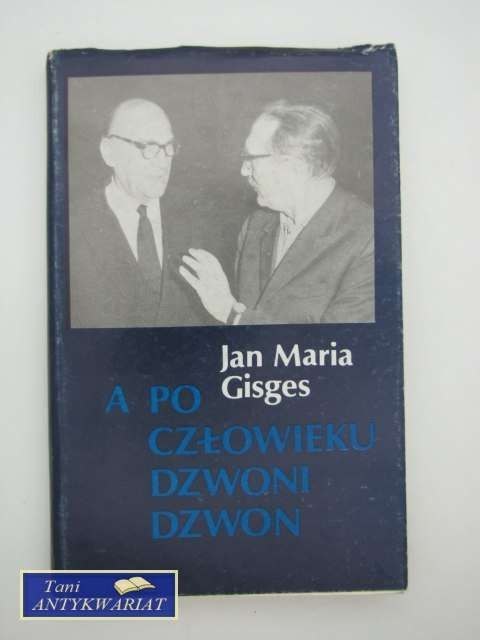 Jan Maria
Gisges
A PO
CZŁOWIEKU
DZWONI
DZWON
Tani
ANTYKWARIAT